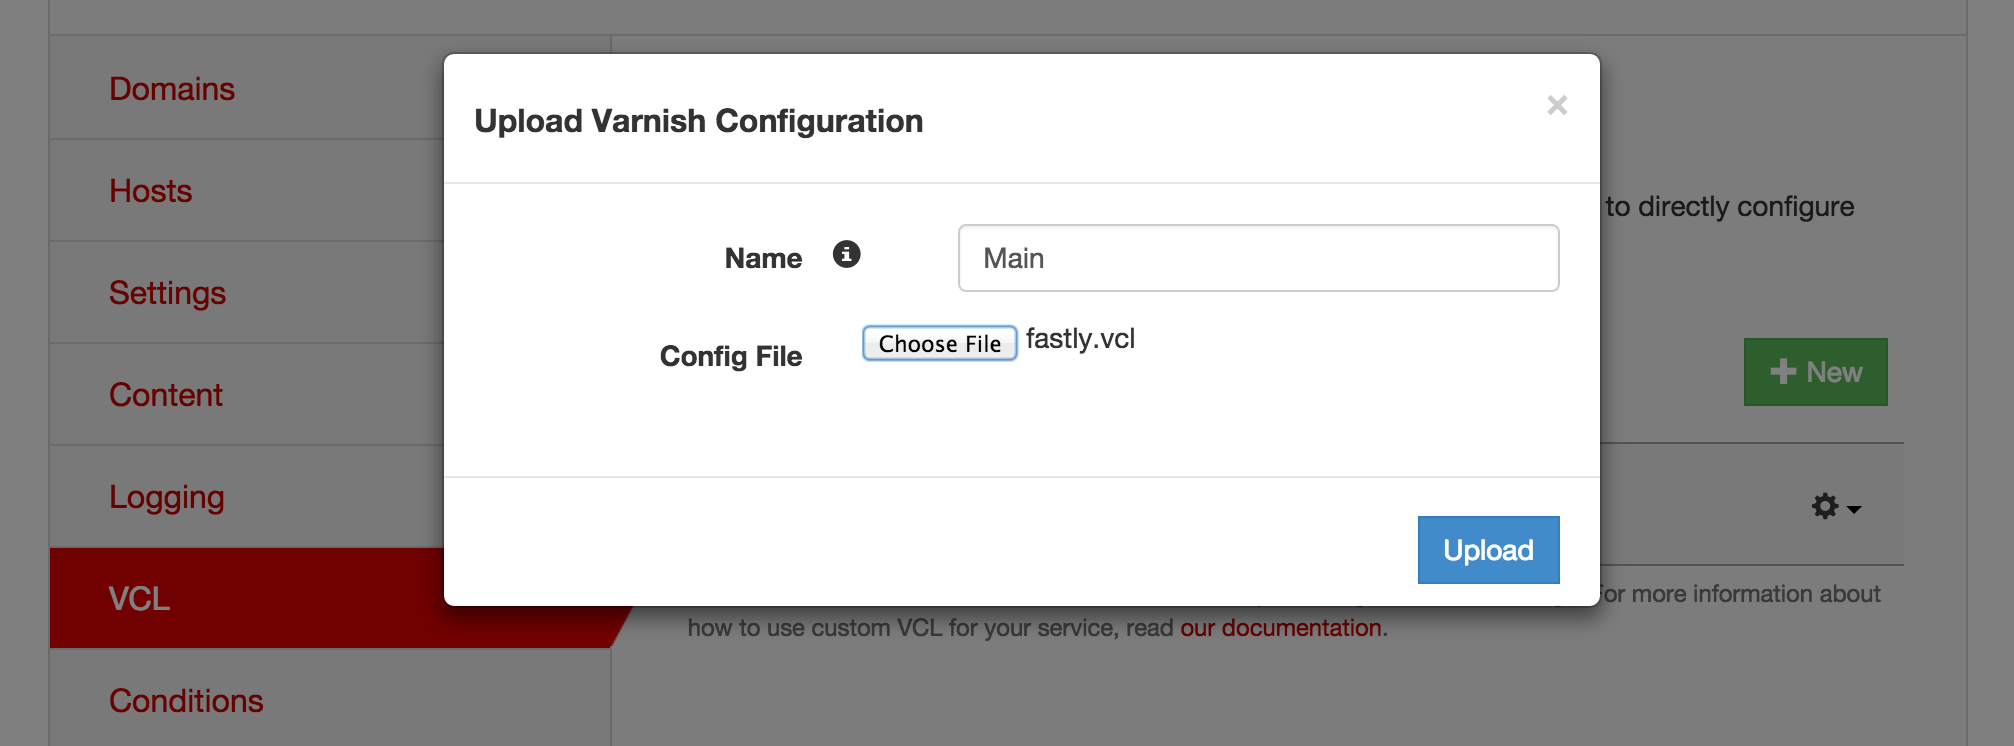 Domains
Hosts
Settings
Content
Logging
VCL
Conditions
Upload Varnish Configuration
×
Name
Main
Config File
Choose File fastly.vcl
Upload
to directly configure
New
for more information about
how to use custom VCL for your service, read our documentation.